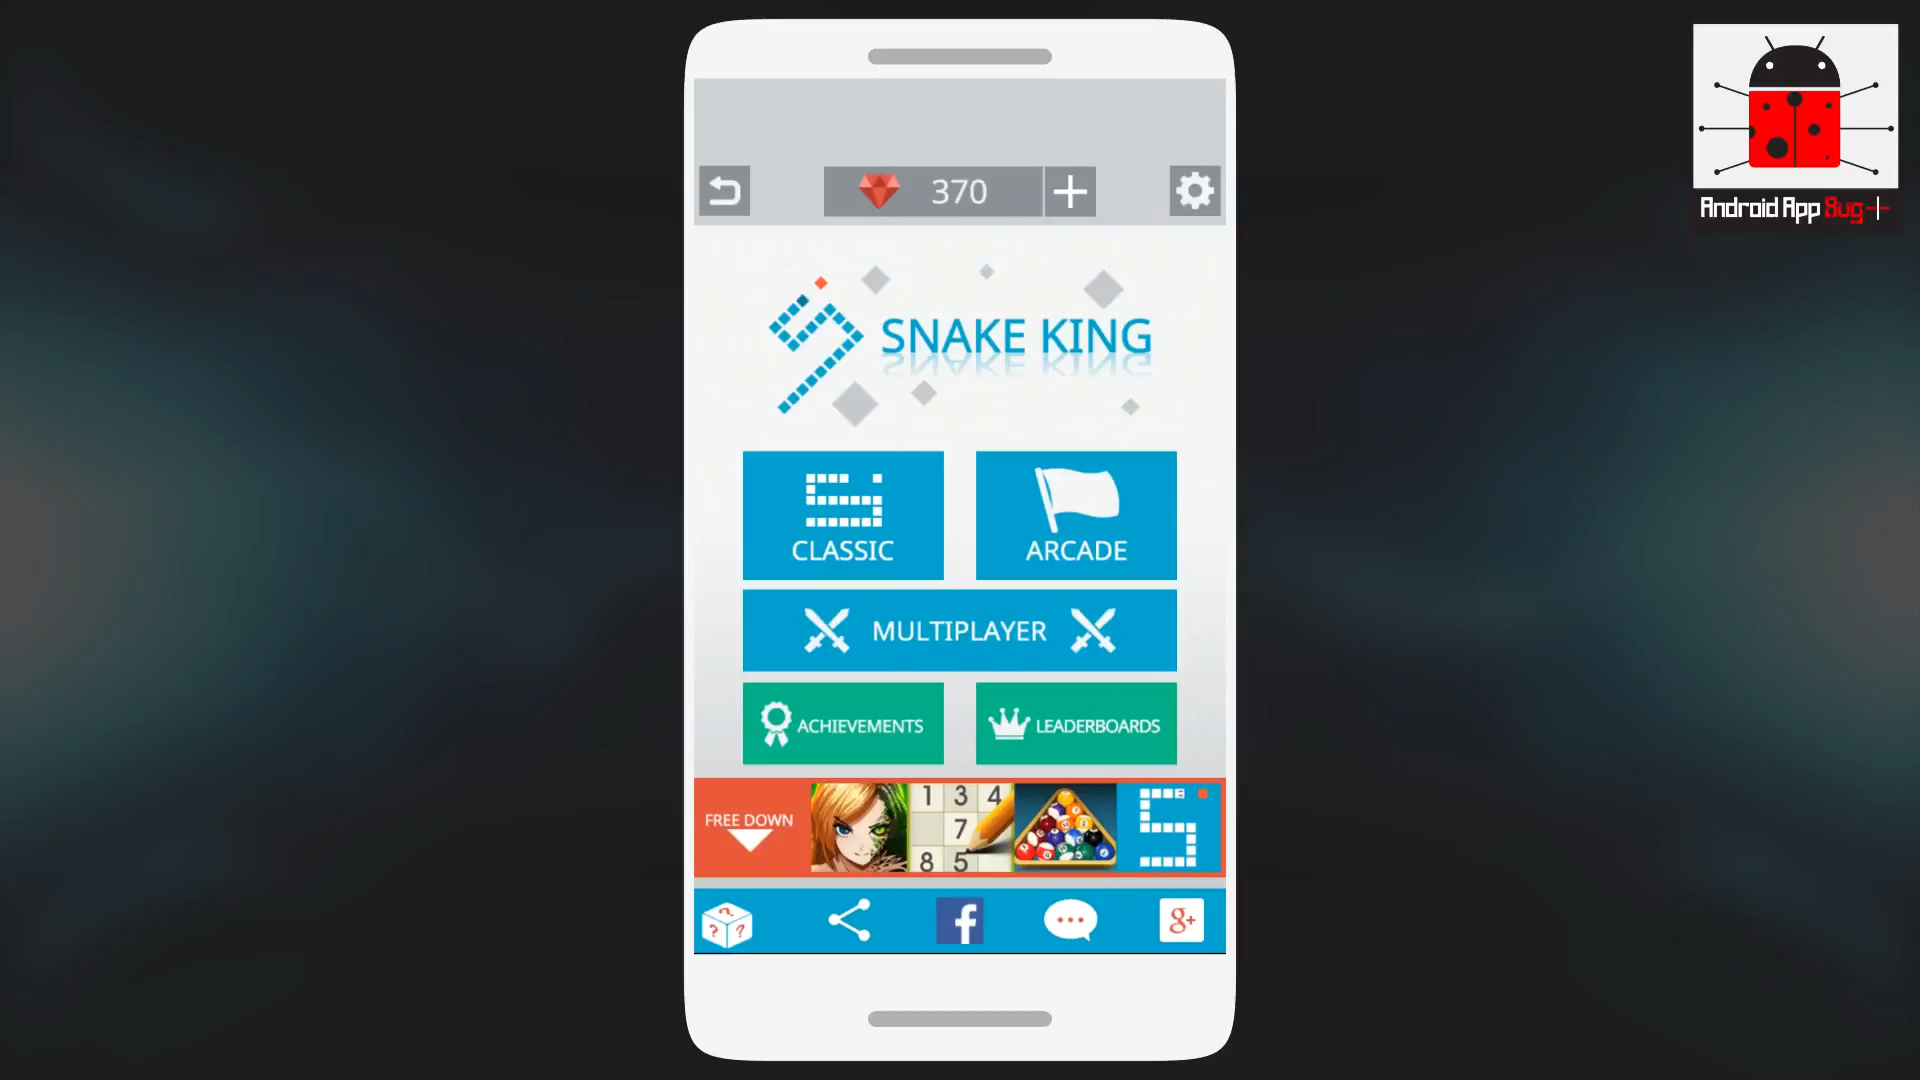 370
SNAKE KING
CLASSIC
ARCADE
MULTIPLAYER
ACHIEVEMENTS
LEADERBOARDS
FREE DOWN
1 3 4
7
8 5
8
? ? ?
f
g+
Android App Bug+